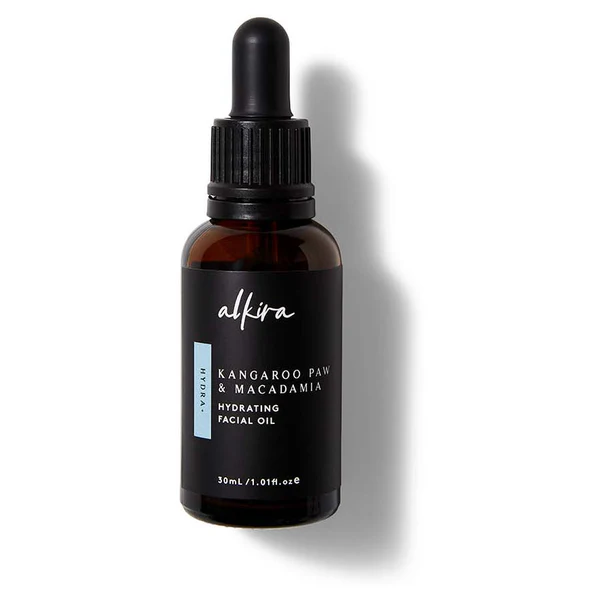 alkira
HYDRA+
KANGAROO PAW
& MACADAMIA
HYDRATING
FACIAL OIL
30mL/1.01fl.oz℮